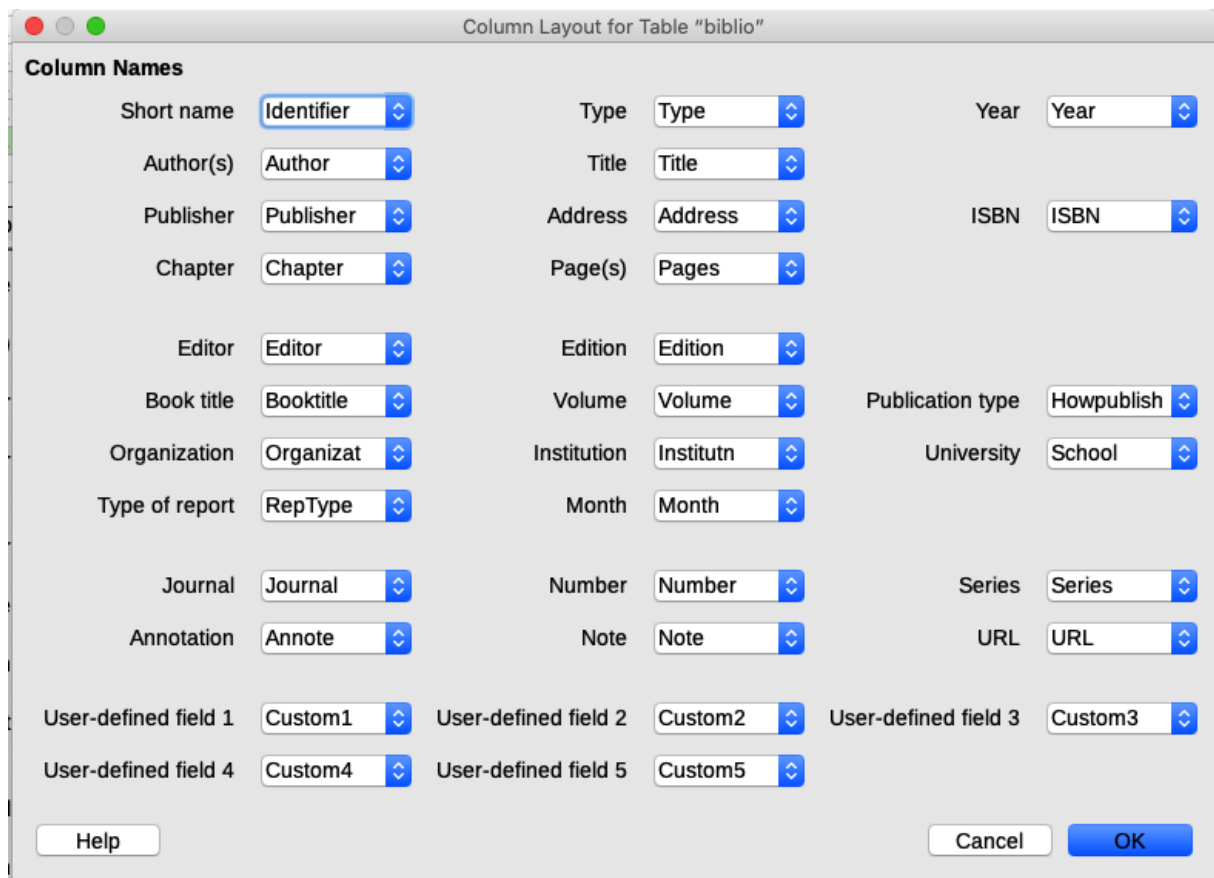 Column Layout for Table “biblio”
Column Names
Short name Identifier Type Type Year Year
Author(s) Author Title Title
Publisher Publisher Address Address ISBN ISBN
Chapter Chapter Page(s) Pages
Editor Editor Edition Edition
Book title Booktitle Volume Volume Publication type Howpublish
Organization Organizat Institution Institutn University School
Type of report RepType Month Month
Journal Journal Number Number Series Series
Annotation Annote Note Note URL URL
User-defined field 1 Custom1 User-defined field 2 Custom2 User-defined field 3 Custom3
User-defined field 4 Custom4 User-defined field 5 Custom5
Help Cancel OK